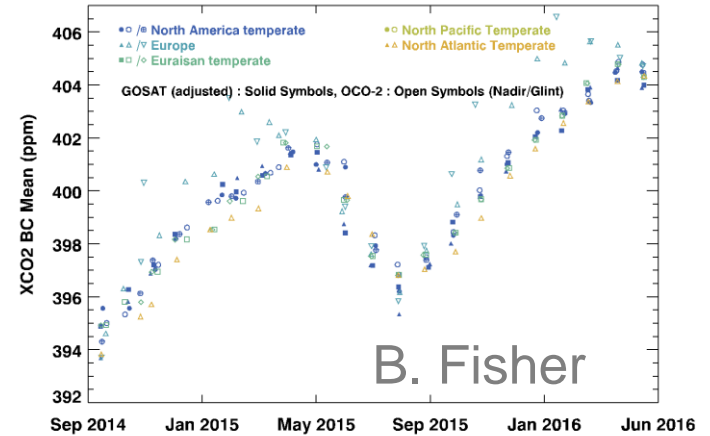 406
404
402
400
398
396
394
392
XCO2 BC Mean (ppm)
North America temperate
North Pacific Temperate
Europe
North Atlantic Temperate
Euraisan temperate
GOSAT (adjusted) : Solid Symbols, OCO-2 : Open Symbols (Nadir/Glint)
B. Fisher
Sep 2014 Jan 2015 May 2015 Sep 2015 Jan 2016 Jun 2016